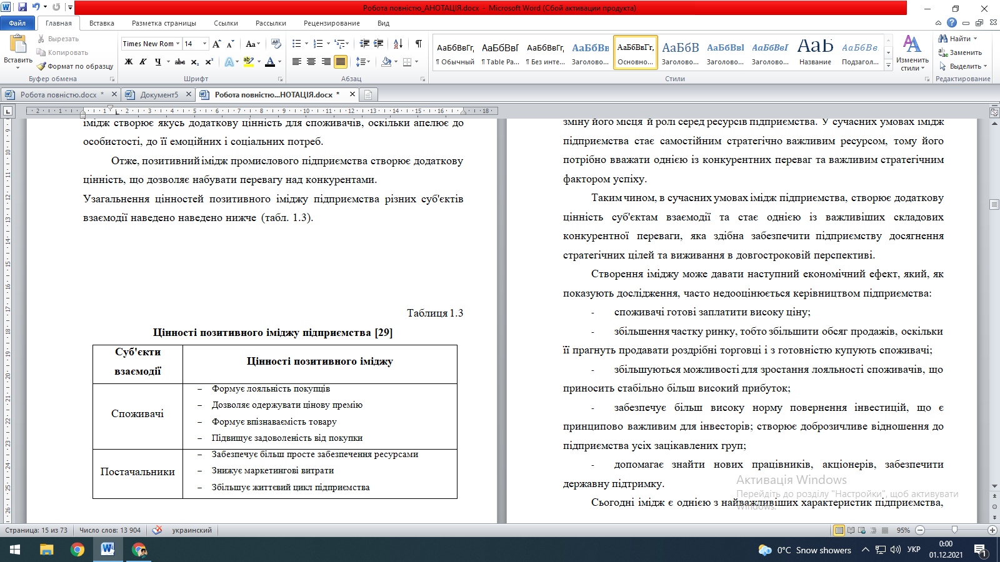 Робота повністю_АНОТАЦІЯ.docx - Microsoft Word (Сбой активации продукта)
Файл Главная Вставка Разметка страницы Ссылки Рассылки Рецензирование Вид
Вставить
Вырезать
Копировать
Формат по образцу
Буфер обмена
Times New Rom 14
Шрифт
Абзац
АаБбВвГг, АаБбВвГ АаБбВвГг, АаБбВв АаБбВвГг, АаБбВ АаБбВвІ АаБбВвГ АаБ АаБбВв.
¶ Обычный ¶ Table Pa... ¶ Без инте... Заголово... Основно... Заголово... Заголово... Заголово... Название Подзагол...
Стили
Изменить стили
Найти
Заменить
Выделить
Редактирование
Робота повністю.docx * Документ5 Робота повністю...НОТАЦІЯ.docx *
імідж створює якусь додаткову цінність для споживачів, оскільки апелює до
особистості, до її емоційних і соціальних потреб.
Отже, позитивний імідж промислового підприємства створює додаткову
цінність, що дозволяє набувати перевагу над конкурентами.
Узагальнення цінностей позитивного іміджу підприємства різних суб'єктів
взаємодії наведено наведено нижче (табл. 1.3).
Таблиця 1.3
Цінності позитивного іміджу підприємства [29]
Суб'єкти
взаємодії
Цінності позитивного іміджу
Споживачі
– Формує лояльність покупців
– Дозволяє одержувати цінову премію
– Формує впізнаваємість товару
– Підвищує задоволеність від покупки
Постачальники
– Забезпечує більш просте забезпечення ресурсами
– Знижує маркетингові витрати
– Збільшує життєвий цикл підприємства
зміну його місця й ролі серед ресурсів підприємства. У сучасних умовах імідж
підприємства стає самостійним стратегічно важливим ресурсом, тому його
потрібно вважати однією із конкурентних переваг та важливим стратегічним
фактором успіху.
Таким чином, в сучасних умовах імідж підприємства, створює додаткову
цінність суб'єктам взаємодії та стає однією із важливіших складових
конкурентної переваги, яка здібна забезпечити підприємству досягнення
стратегічних цілей та виживання в довгостроковій перспективі.
Створення іміджу може давати наступний економічний ефект, який, як
показують дослідження, часто недооцінюється керівництвом підприємства:
- споживачі готові заплатити високу ціну;
- збільшення частку ринку, тобто збільшити обсяг продажів, оскільки
її прагнуть продавати роздрібні торговці і з готовністю купують споживачі;
- збільшуються можливості для зростання лояльності споживачів, що
приносить стабільно більш високий прибуток;
- забезпечує більш високу норму повернення інвестицій, що є
принципово важливим для інвесторів; створює доброзичливе відношення до
підприємства усіх зацікавлених груп;
- допомагає знайти нових працівників, акціонерів, забезпечити
державну підтримку.
Сьогодні імідж є однією з найважливіших характеристик підприємства,
Активація Windows
Перейдіть до розділу "Настройки", щоб активувати
Windows.
Страница: 15 из 73 Число слов: 13 904 украинский 95%
0°C Snow showers УКР 0:00
01.12.2021
1